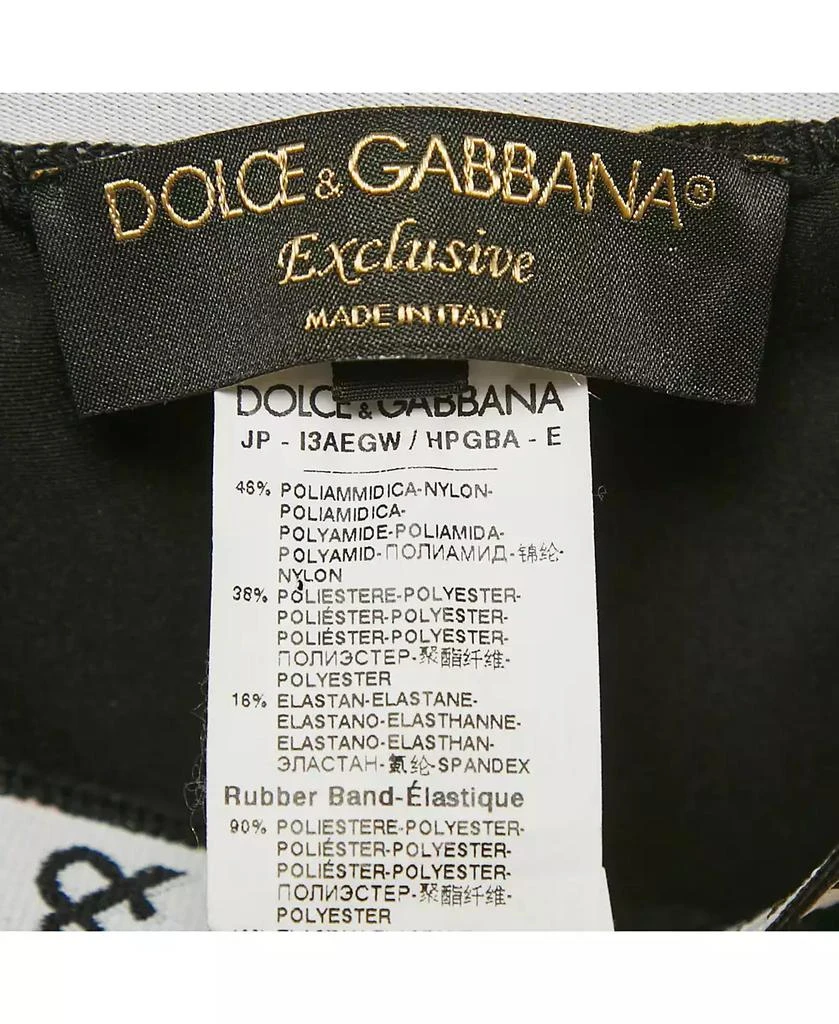 DOLCE & GABBANA®
Exclusive
MADE IN ITALY
DOLCE & GABBANA
JP - I3AEGW / HPGBA - E
46% POLIAMMIDICA-NYLON-
POLIAMIDICA-
POLYAMIDE-POLIAMIDA-
POLYAMID-ПОЛИАМИД-锦纶-
NYLON
38% POLIESTERE-POLYESTER-
POLIÉSTER-POLYESTER-
POLIÉSTER-POLYESTER-
ПОЛИЭСТЕР-聚酯纤维-
POLYESTER
16% ELASTAN-ELASTANE-
ELASTANO-ELASTHANNE-
ELASTANO-ELASTHAN-
ЭЛАСТАН-氨纶-SPANDEX
Rubber Band-Élastique
90% POLIESTERE-POLYESTER-
POLIÉSTER-POLYESTER-
POLIÉSTER-POLYESTER-
ПОЛИЭСТЕР-聚酯纤维-
POLYESTER
&